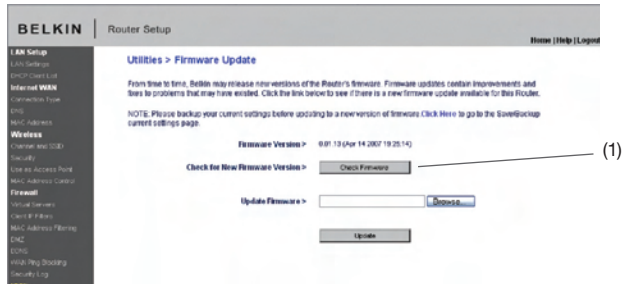 BELKIN Router Setup
Home | Help | Logout
LAN Setup
LAN Settings
DHCP Client List
Internet WAN
Connection Type
DNS
MAC Address
Wireless
Channel and SSID
Security
Use as Access Point
MAC Address Control
Firewall
Virtual Servers
Client IP Filters
MAC Address Filtering
DMZ
DDNS
WAN Ping Blocking
Security Log
Utilities > Firmware Update
From time to time, Belkin may release new versions of the Router's firmware. Firmware updates contain improvements and
fixes to problems that may have existed. Click the link below to see if there is a new firmware update available for this Router.
NOTE: Please backup your current settings before updating to a new version of firmware. Click Here to go to the Save/Backup
current settings page.
Firmware Version > (Apr 14 2007 19:25:14)
Check for New Firmware Version > Check Firmware
(1)
Update Firmware > Browse...
Update